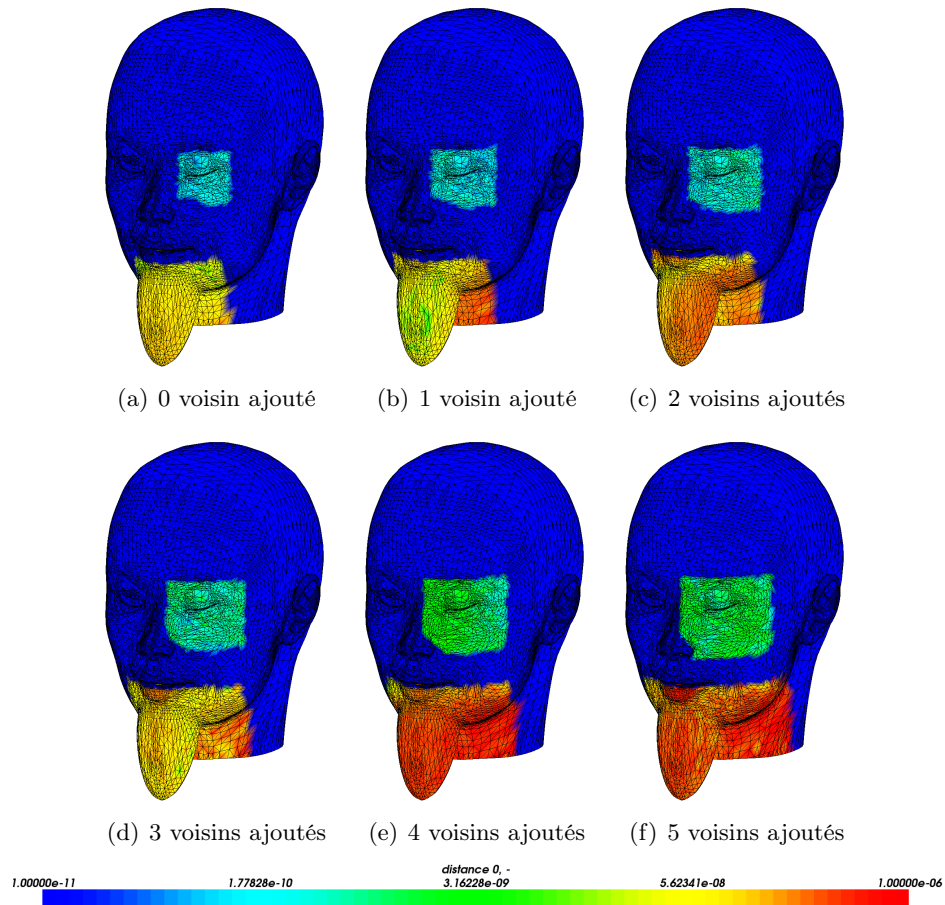 (a) 0 voisin ajouté
(b) 1 voisin ajouté
(c) 2 voisins ajoutés
(d) 3 voisins ajoutés
(e) 4 voisins ajoutés
(f) 5 voisins ajoutés
distance 0, -
1.00000e-11 1.77828e-10 3.16228e-09 5.62341e-08 1.00000e-06